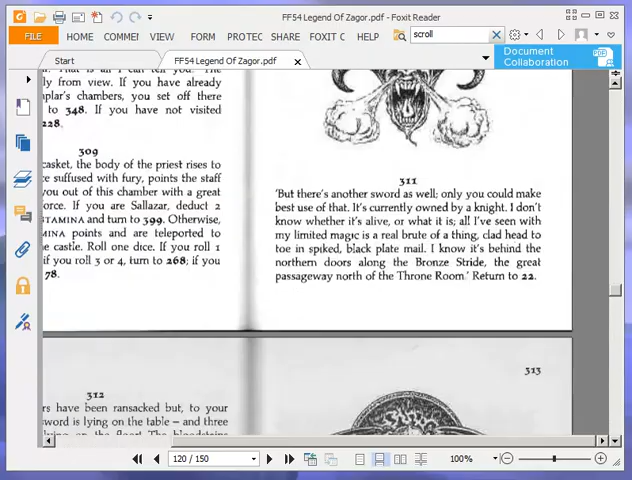 FF54 Legend Of Zagor.pdf - Foxit Reader
FILE HOME COMMEI VIEW FORM PROTEC SHARE FOXIT C HELP scroll
Start FF54 Legend Of Zagor.pdf
Document
Collaboration
PDF
ly from view. If you have already
plar's chambers, you set off there
to 348. If you have not visited
228.
309
casket, the body of the priest rises to
ce suffused with fury, points the staff
you out of this chamber with a great
orce. If you are Sallazar, deduct 2
STAMINA and turn to 399. Otherwise,
MINA points and are teleported to
he castle. Roll one dice. If you roll 1
if you roll 3 or 4, turn to 268; if you
78.
311
'But there's another sword as well; only you could make
best use of that. It's currently owned by a knight. I don't
know whether it's alive, or what it is; all I've seen with
my limited magic is a real brute of a thing, clad head to
toe in spiked, black plate mail. I know it's behind the
northern doors along the Bronze Stride, the great
passageway north of the Throne Room.' Return to 22.
312
rs have been ransacked but, to your
sword is lying on the table – and three
313
120 / 150
100%